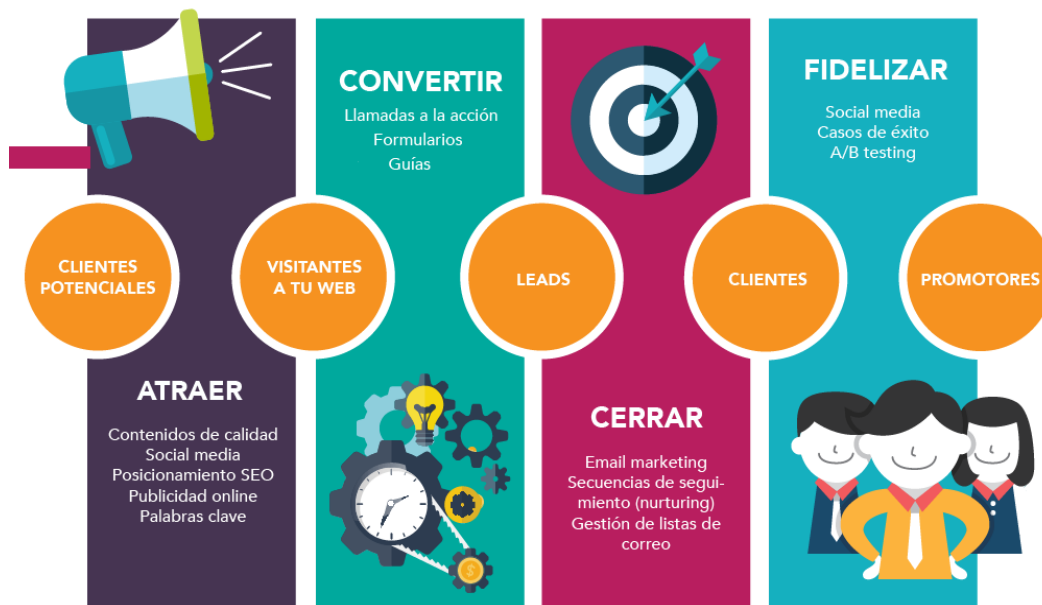 CONVERTIR
Llamadas a la acción
Formularios
Guías
FIDELIZAR
Social media
Casos de éxito
A/B testing
CLIENTES
POTENCIALES
VISITANTES
A TU WEB
LEADS
CLIENTES
PROMOTORES
ATRAER
Contenidos de calidad
Social media
Posicionamiento SEO
Publicidad online
Palabras clave
CERRAR
Email marketing
Secuencias de segui-
miento (nurturing)
Gestión de listas de
correo
$